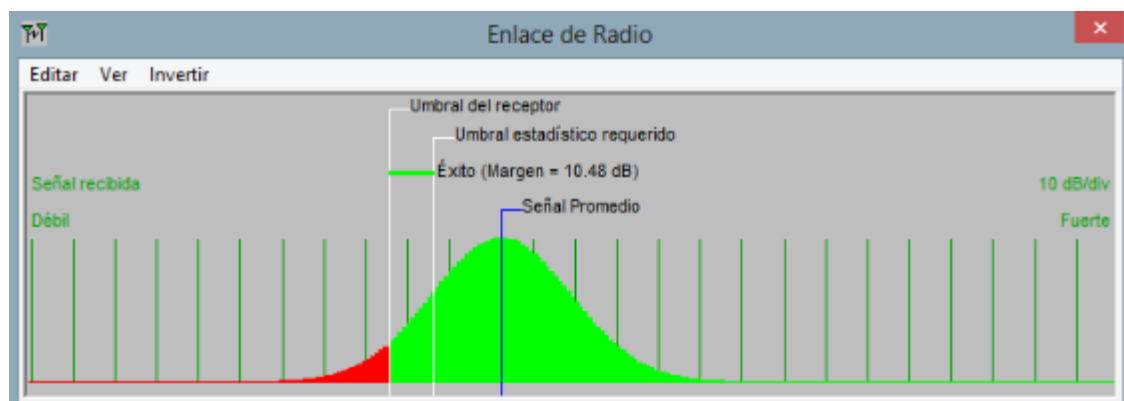 Enlace de Radio
Editar Ver Invertir
Umbral del receptor
Umbral estadístico requerido
Éxito (Margen = 10.48 dB)
Señal recibida
10 dB/div
Señal Promedio
Débil
Fuerte